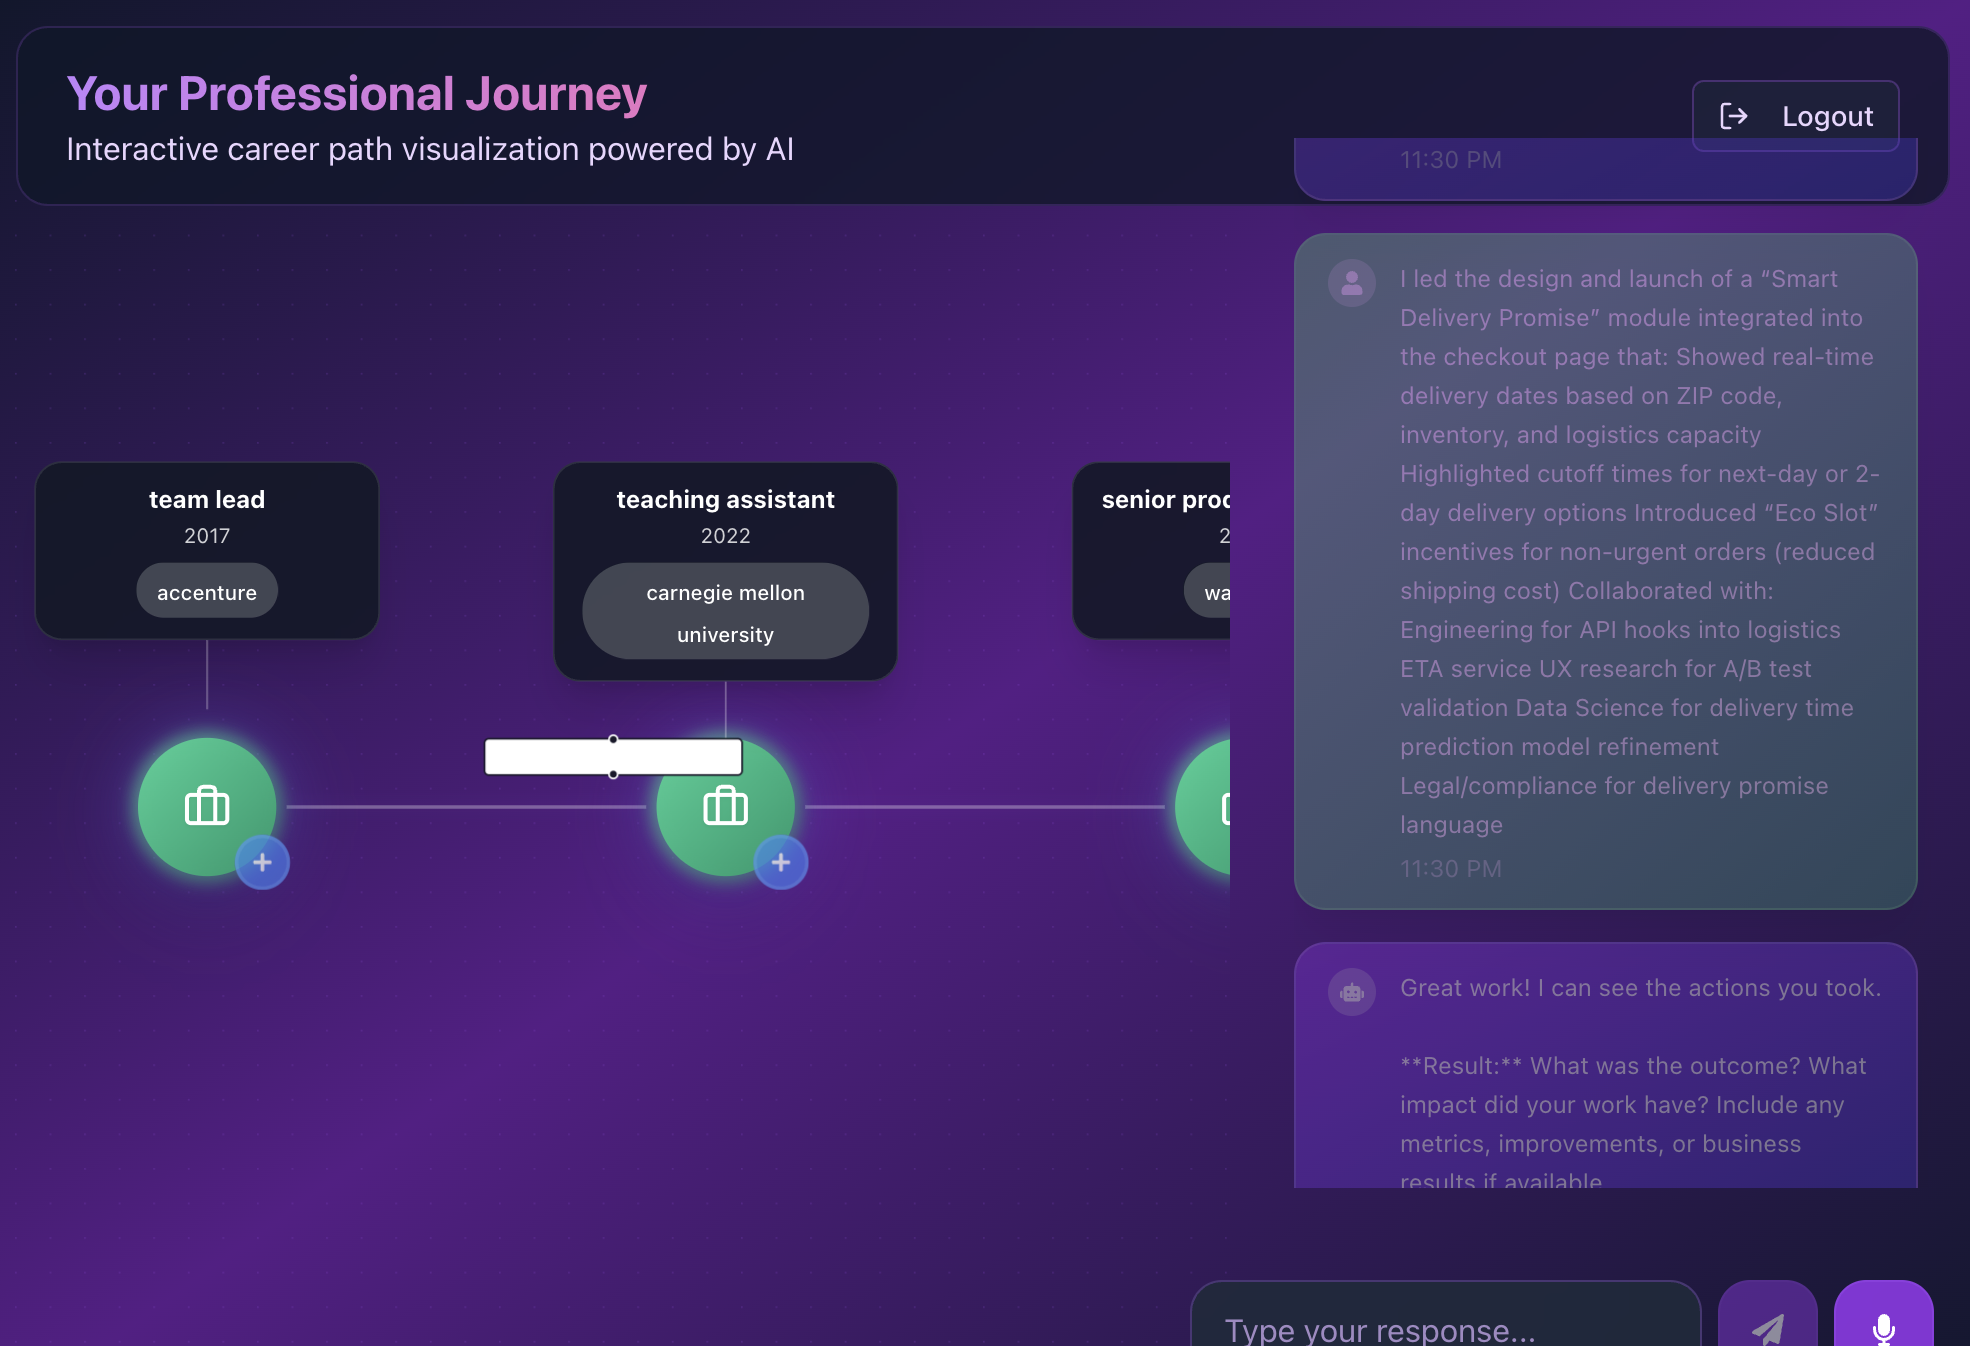 Your Professional Journey
Interactive career path visualization powered by AI
Logout
11:30 PM
I led the design and launch of a “Smart
Delivery Promise” module integrated into
the checkout page that: Showed real-time
delivery dates based on ZIP code,
inventory, and logistics capacity
Highlighted cutoff times for next-day or 2-
day delivery options Introduced “Eco Slot”
incentives for non-urgent orders (reduced
shipping cost) Collaborated with:
Engineering for API hooks into logistics
ETA service UX research for A/B test
validation Data Science for delivery time
prediction model refinement
Legal/compliance for delivery promise
language
11:30 PM
team lead
2017
accenture
teaching assistant
2022
carnegie mellon
university
senior
Great work! I can see the actions you took.
**Result:** What was the outcome? What
impact did your work have? Include any
metrics, improvements, or business
results if available
Type your response...